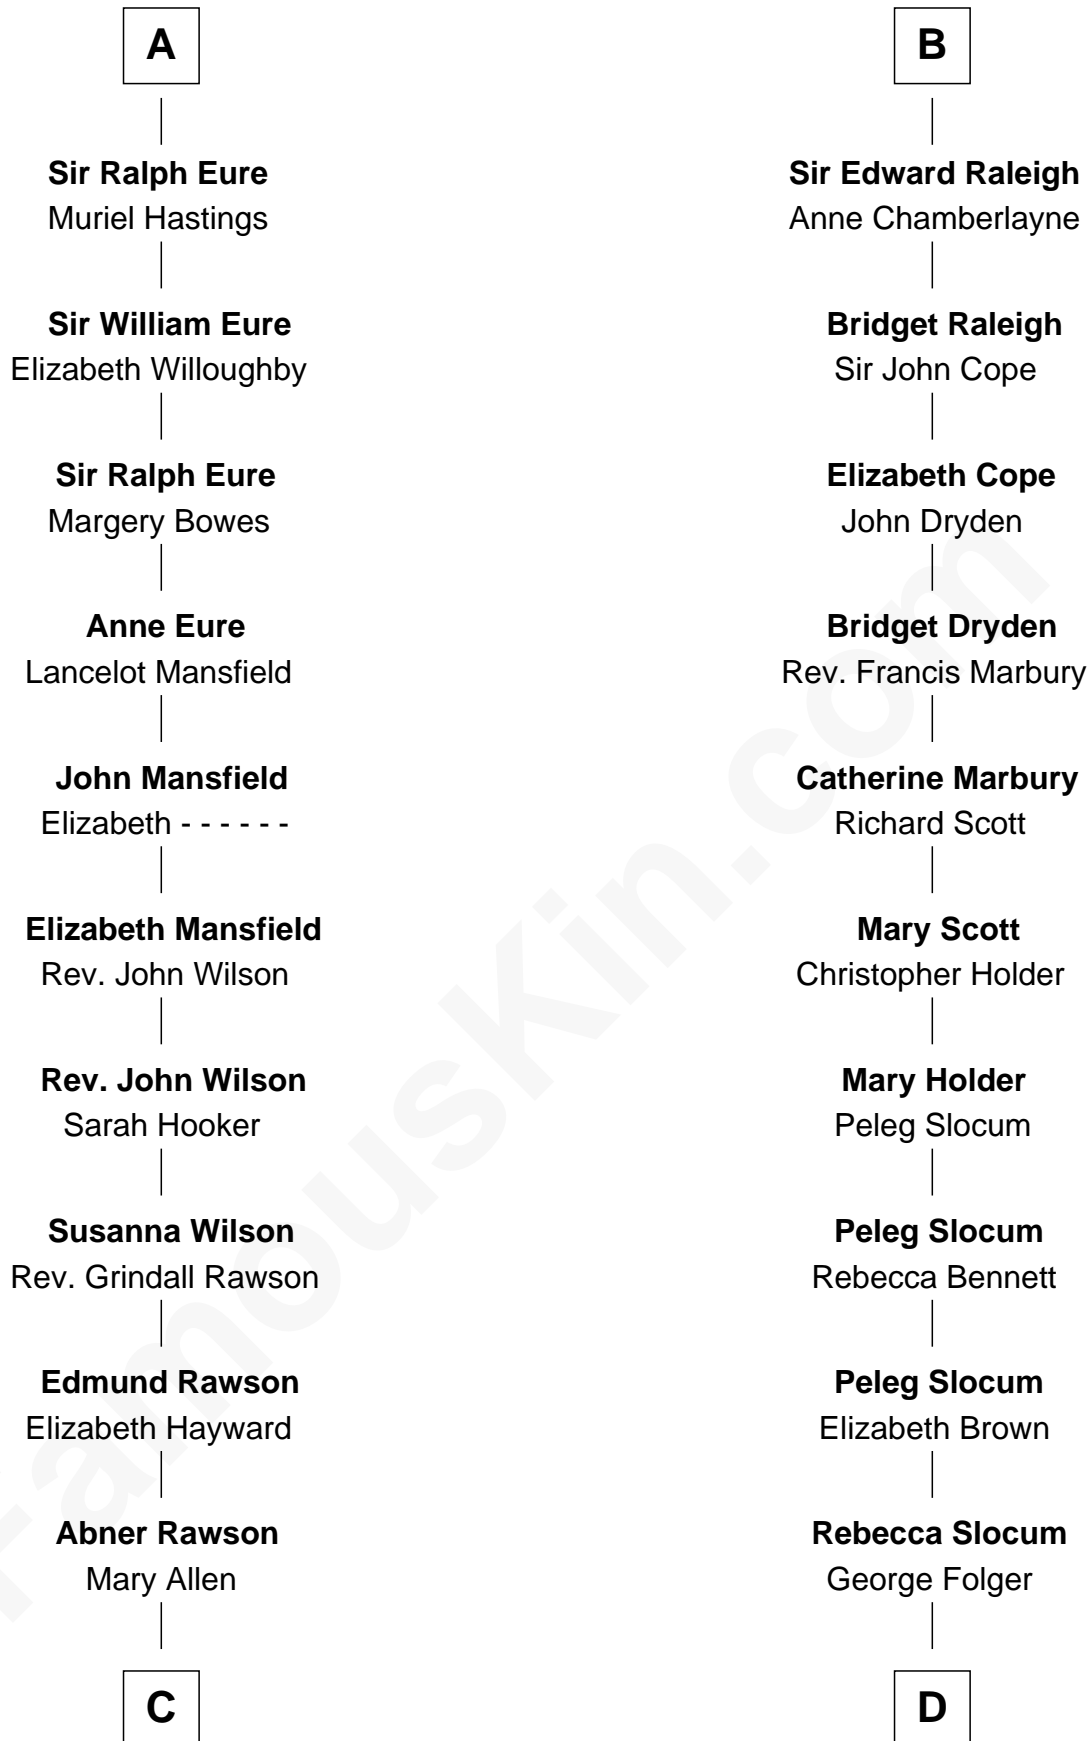 A
Sir Ralph Eure
Muriel Hastings
Sir William Eure
Elizabeth Willoughby
Sir Ralph Eure
Margery Bowes
Anne Eure
Lancelot Mansfield
John Mansfield
Elizabeth - - - - - -
Elizabeth Mansfield
Rev. John Wilson
Rev. John Wilson
Sarah Hooker
Susanna Wilson
Rev. Grindall Rawson
Edmund Rawson
Elizabeth Hayward
Abner Rawson
Mary Allen
C
B
Sir Edward Raleigh
Anne Chamberlayne
Bridget Raleigh
Sir John Cope
Elizabeth Cope
John Dryden
Bridget Dryden
Rev. Francis Marbury
Catherine Marbury
Richard Scott
Mary Scott
Christopher Holder
Mary Holder
Peleg Slocum
Peleg Slocum
Rebecca Bennett
Peleg Slocum
Elizabeth Brown
Rebecca Slocum
George Folger
D
FamousKin.com